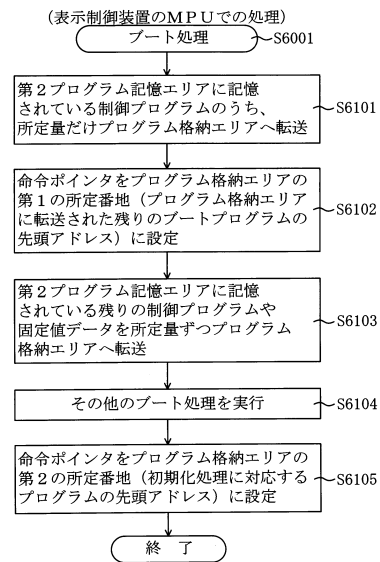 (表示制御装置のMPUでの処理)
ブート処理 S6001
第2プログラム記憶エリアに記憶
されている制御プログラムのうち、
所定量だけプログラム格納エリアへ転送
S6101
命令ポインタをプログラム格納エリアの
第1の所定番地(プログラム格納エリア
に転送された残りのブートプログラムの
先頭アドレス)に設定
S6102
第2プログラム記憶エリアに記憶
されている残りの制御プログラムや
固定値データを所定量ずつプログラム
格納エリアへ転送
S6103
その他のブート処理を実行 S6104
命令ポインタをプログラム格納エリアの
第2の所定番地(初期化処理に対応する
プログラムの先頭アドレス)に設定
S6105
終 了